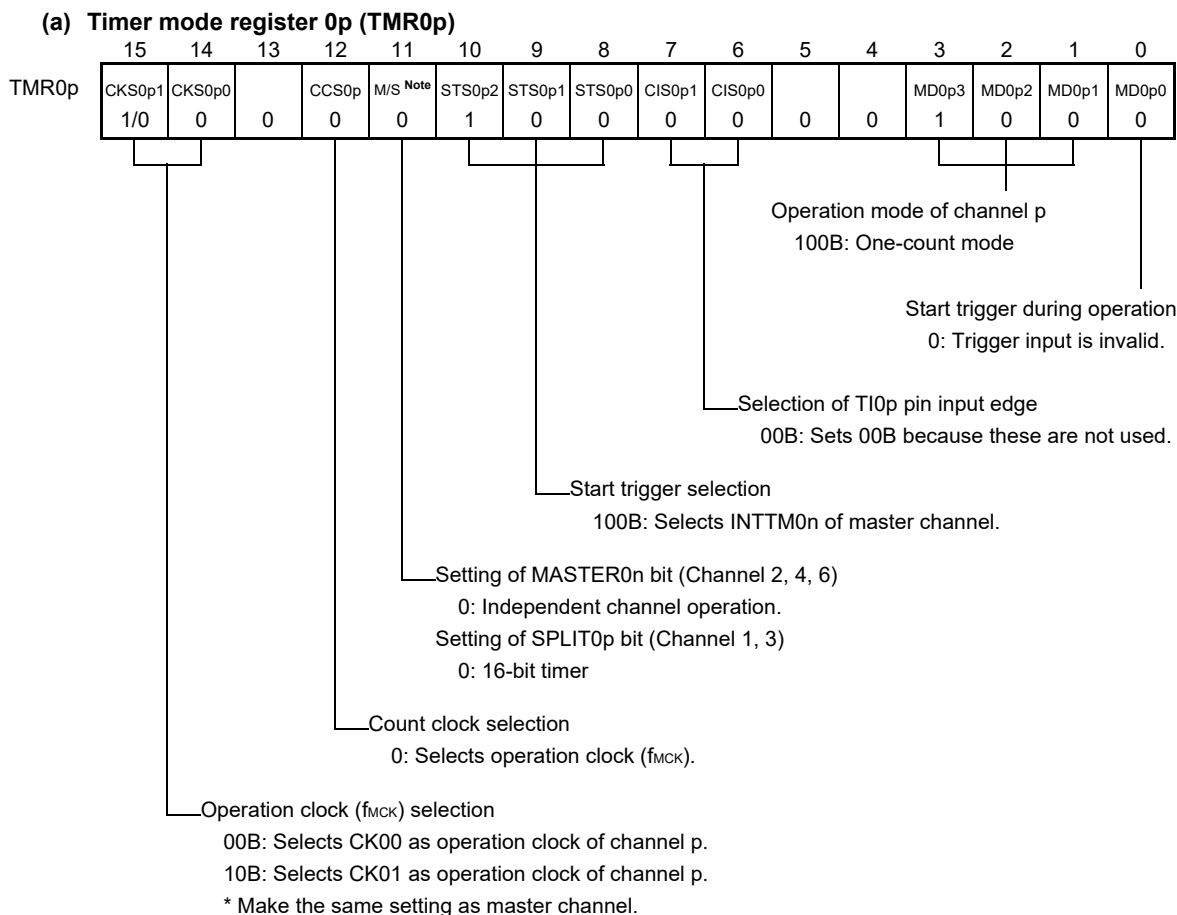 (a) Timer mode register 0p (TMR0p)
15 14 13 12 11 10 9 8 7 6 5 4 3 2 1 0
TMR0p CKS0p1 CKS0p0 CCS0p M/S Note STS0p2 STS0p1 STS0p0 CIS0p1 CIS0p0 MD0p3 MD0p2 MD0p1 MD0p0
1/0 0 0 0 0 1 0 0 0 0 0 0 1 0 0 0
Operation mode of channel p
100B: One-count mode
Start trigger during operation
0: Trigger input is invalid.
Selection of TI0p pin input edge
00B: Sets 00B because these are not used.
Start trigger selection
100B: Selects INTTM0n of master channel.
Setting of MASTER0n bit (Channel 2, 4, 6)
0: Independent channel operation.
Setting of SPLIT0p bit (Channel 1, 3)
0: 16-bit timer
Count clock selection
0: Selects operation clock (fMCK).
Operation clock (fMCK) selection
00B: Selects CK00 as operation clock of channel p.
10B: Selects CK01 as operation clock of channel p.
* Make the same setting as master channel.